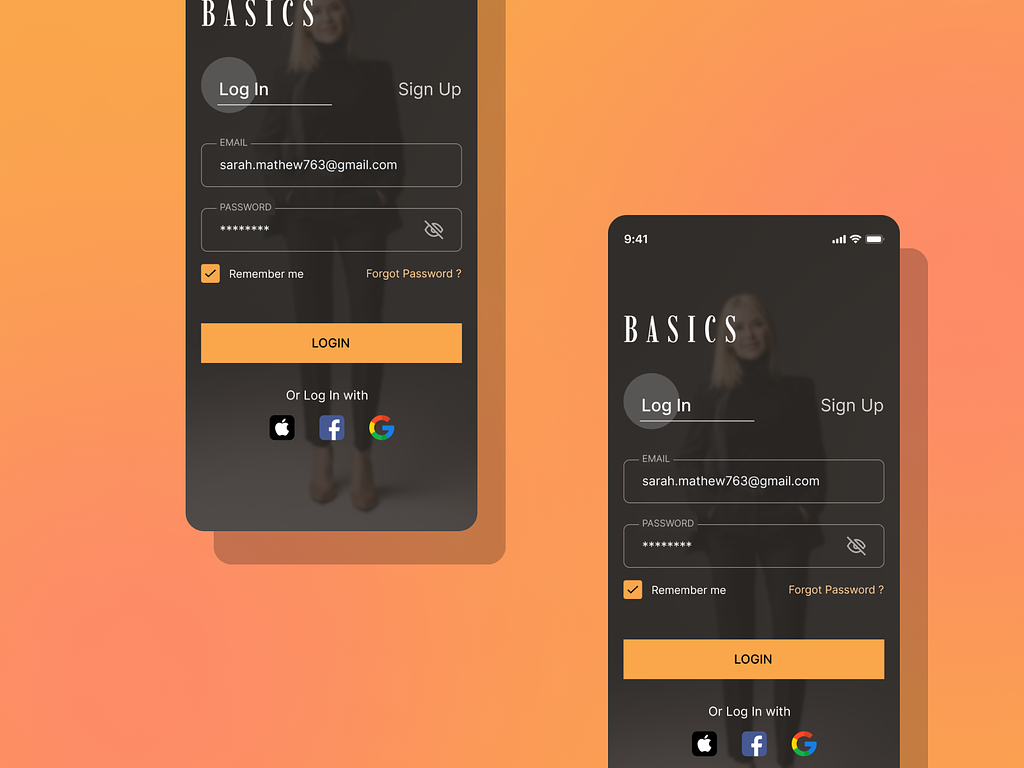 BASICS
Log In Sign Up
EMAIL
sarah.mathew763@gmail.com
PASSWORD
********
Remember me Forgot Password ?
LOGIN
Or Log In with
9:41
BASICS
Log In Sign Up
EMAIL
sarah.mathew763@gmail.com
PASSWORD
********
Remember me Forgot Password ?
LOGIN
Or Log In with